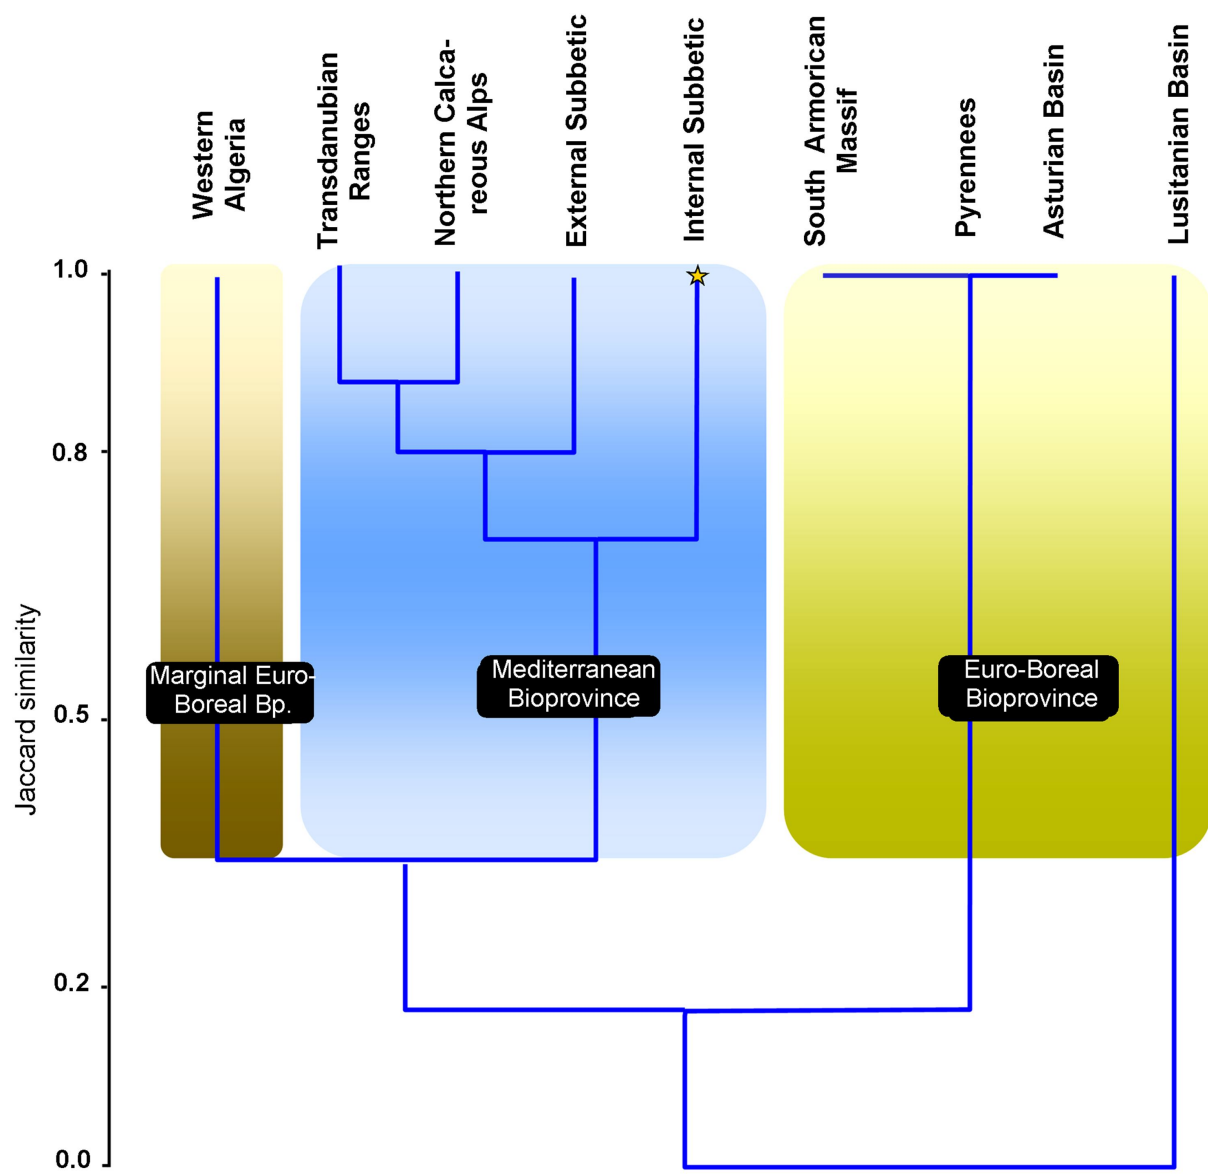 Western
Algeria
Transdanubian
Ranges
Northern Calca-
reous Alps
External Subbetic
Internal Subbetic
South Armorican
Massif
Pyrennees
Asturian Basin
Lusitanian Basin
1.0
0.8
0.5
0.2
0.0
Jaccard similarity
Marginal Euro-
Boreal Bp.
Mediterranean
Bioprovince
Euro-Boreal
Bioprovince